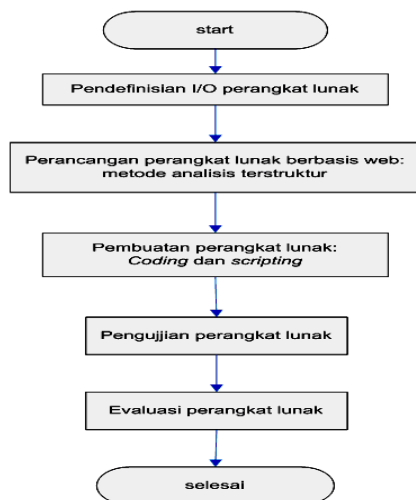 start
Pendefinisian I/O perangkat lunak
Perancangan perangkat lunak berbasis web:
metode analisis terstruktur
Pembuatan perangkat lunak:
Coding dan scripting
Pengujjian perangkat lunak
Evaluasi perangkat lunak
selesai